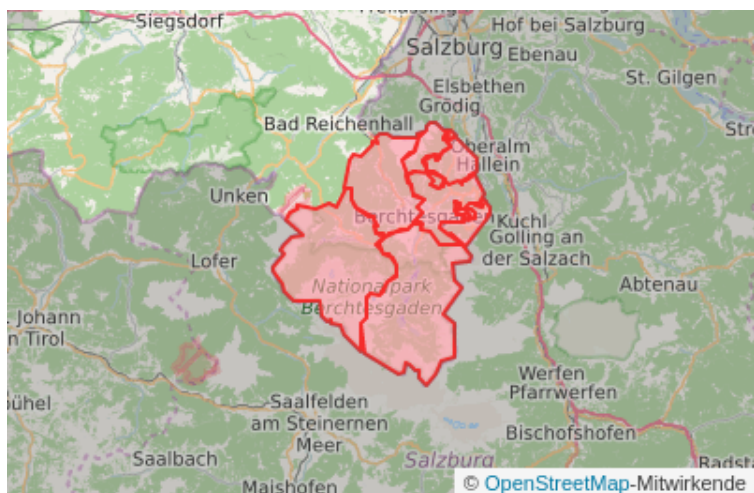 Siegsdorf
Hof bei Salzburg
Salzburg
Ebenau
St. Gilgen
Elsbethen
Grödig
Bad Reichenhall
Oberalm
Hallein
Unken
Berchtesgaden
Kuchl
Golling an
der Salzach
Lofer
Abtenau
Nationalpark
Berchtesgaden
. Johann
n Tirol
Werfen
Pfarrwerfen
Saalfelden
am Steinernen
Meer
ühel
Bischofshofen
Saalbach
Salzburg
Radst
Maishofen
© OpenStreetMap-Mitwirkende